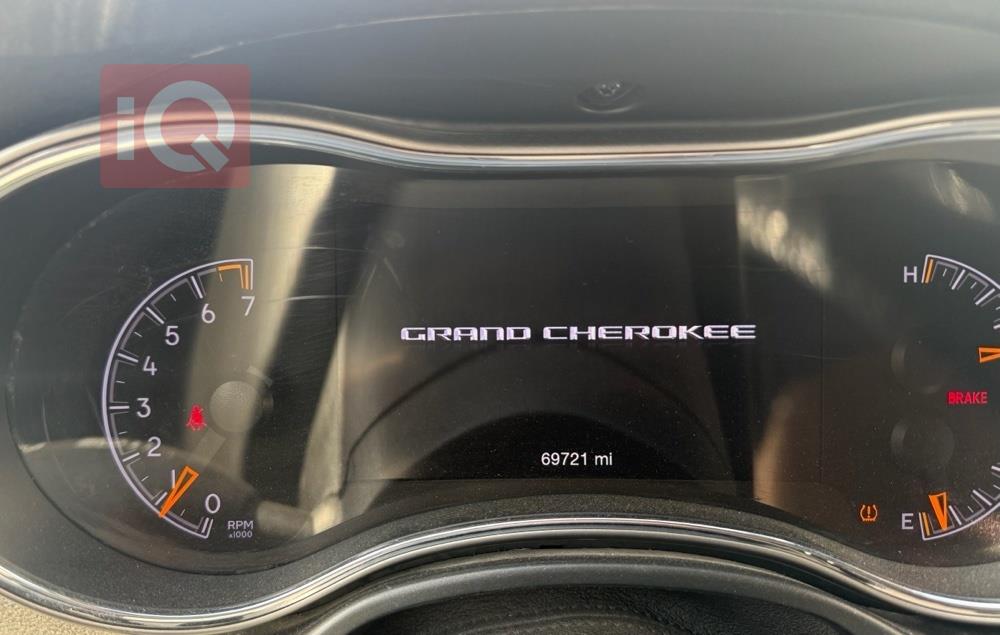 iQ
H
7
6
5
4
3
2
1
0
RPM
x1000
GRAND CHEROKEE
69721 mi
BRAKE
E